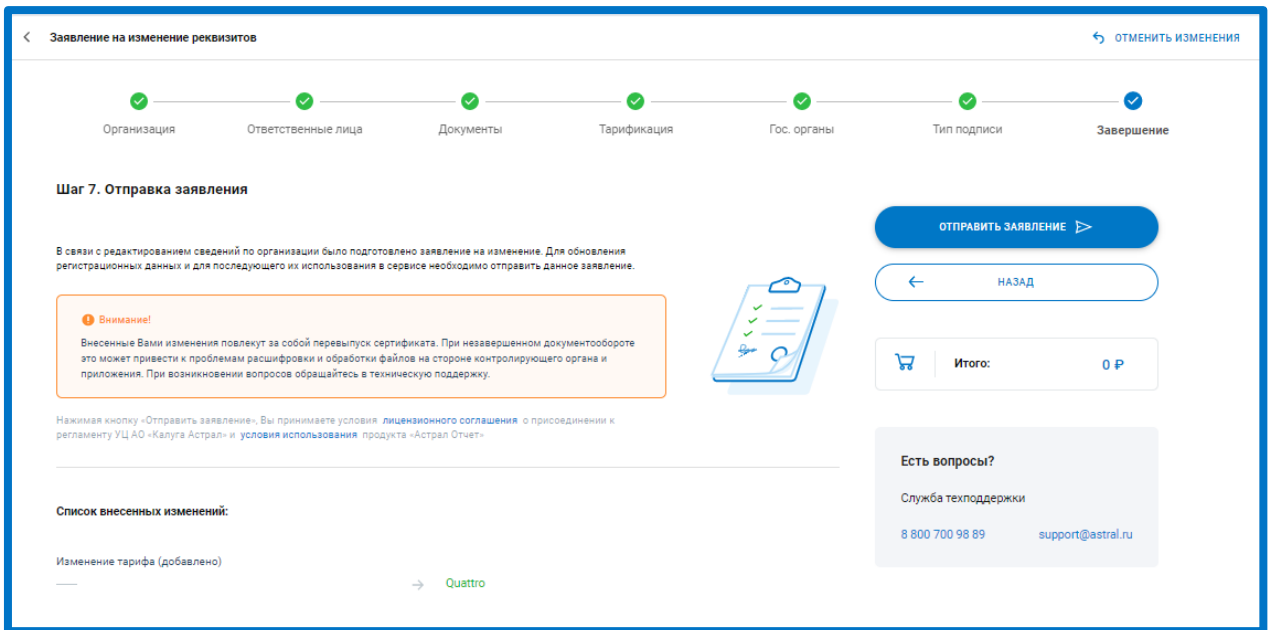 Заявление на изменение реквизитов
ОТМЕНИТЬ ИЗМЕНЕНИЯ
Организация
Ответственные лица
Документы
Тарификация
Гос. органы
Тип подписи
Завершение
Шаг 7. Отправка заявления
В связи с редактированием сведений по организации было подготовлено заявление на изменение. Для обновления
регистрационных данных и для последующего их использования в сервисе необходимо отправить данное заявление.
Внимание!
Внесенные Вами изменения повлекут за собой перевыпуск сертификата. При незавершенном документообороте
это может привести к проблемам расшифровки и обработки файлов на стороне контролирующего органа и
приложения. При возникновении вопросов обращайтесь в техническую поддержку.
Нажимая кнопку «Отправить заявление», Вы принимаете условия лицензионного соглашения о присоединении к
регламенту УЦ АО «Калуга Астрал» и условия использования продукта «Астрал Отчет»
Список внесенных изменений:
Изменение тарифа (добавлено)
Quattro
ОТПРАВИТЬ ЗАЯВЛЕНИЕ
НАЗАД
Итого: 0 ₽
Есть вопросы?
Служба техподдержки
8 800 700 98 89 support@astral.ru